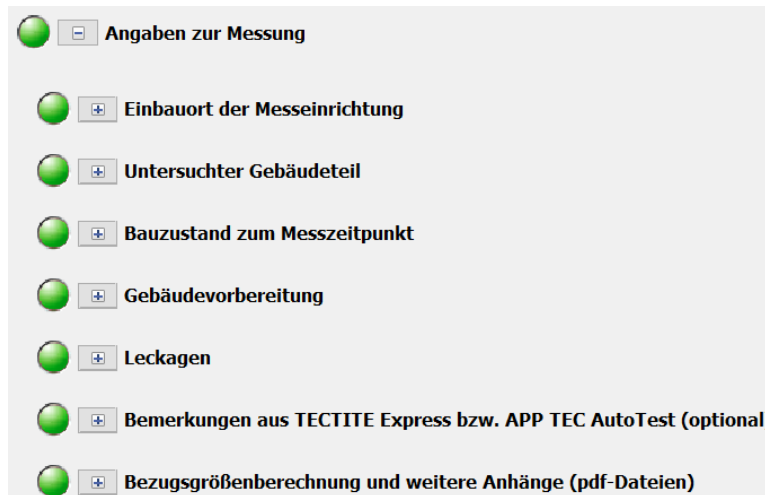 Angaben zur Messung
Einbauort der Messeinrichtung
Untersuchter Gebäudeteil
Bauzustand zum Messzeitpunkt
Gebäudevorbereitung
Leckagen
Bemerkungen aus TECTITE Express bzw. APP TEC AutoTest (optional
Bezugsgrößenberechnung und weitere Anhänge (pdf-Dateien)